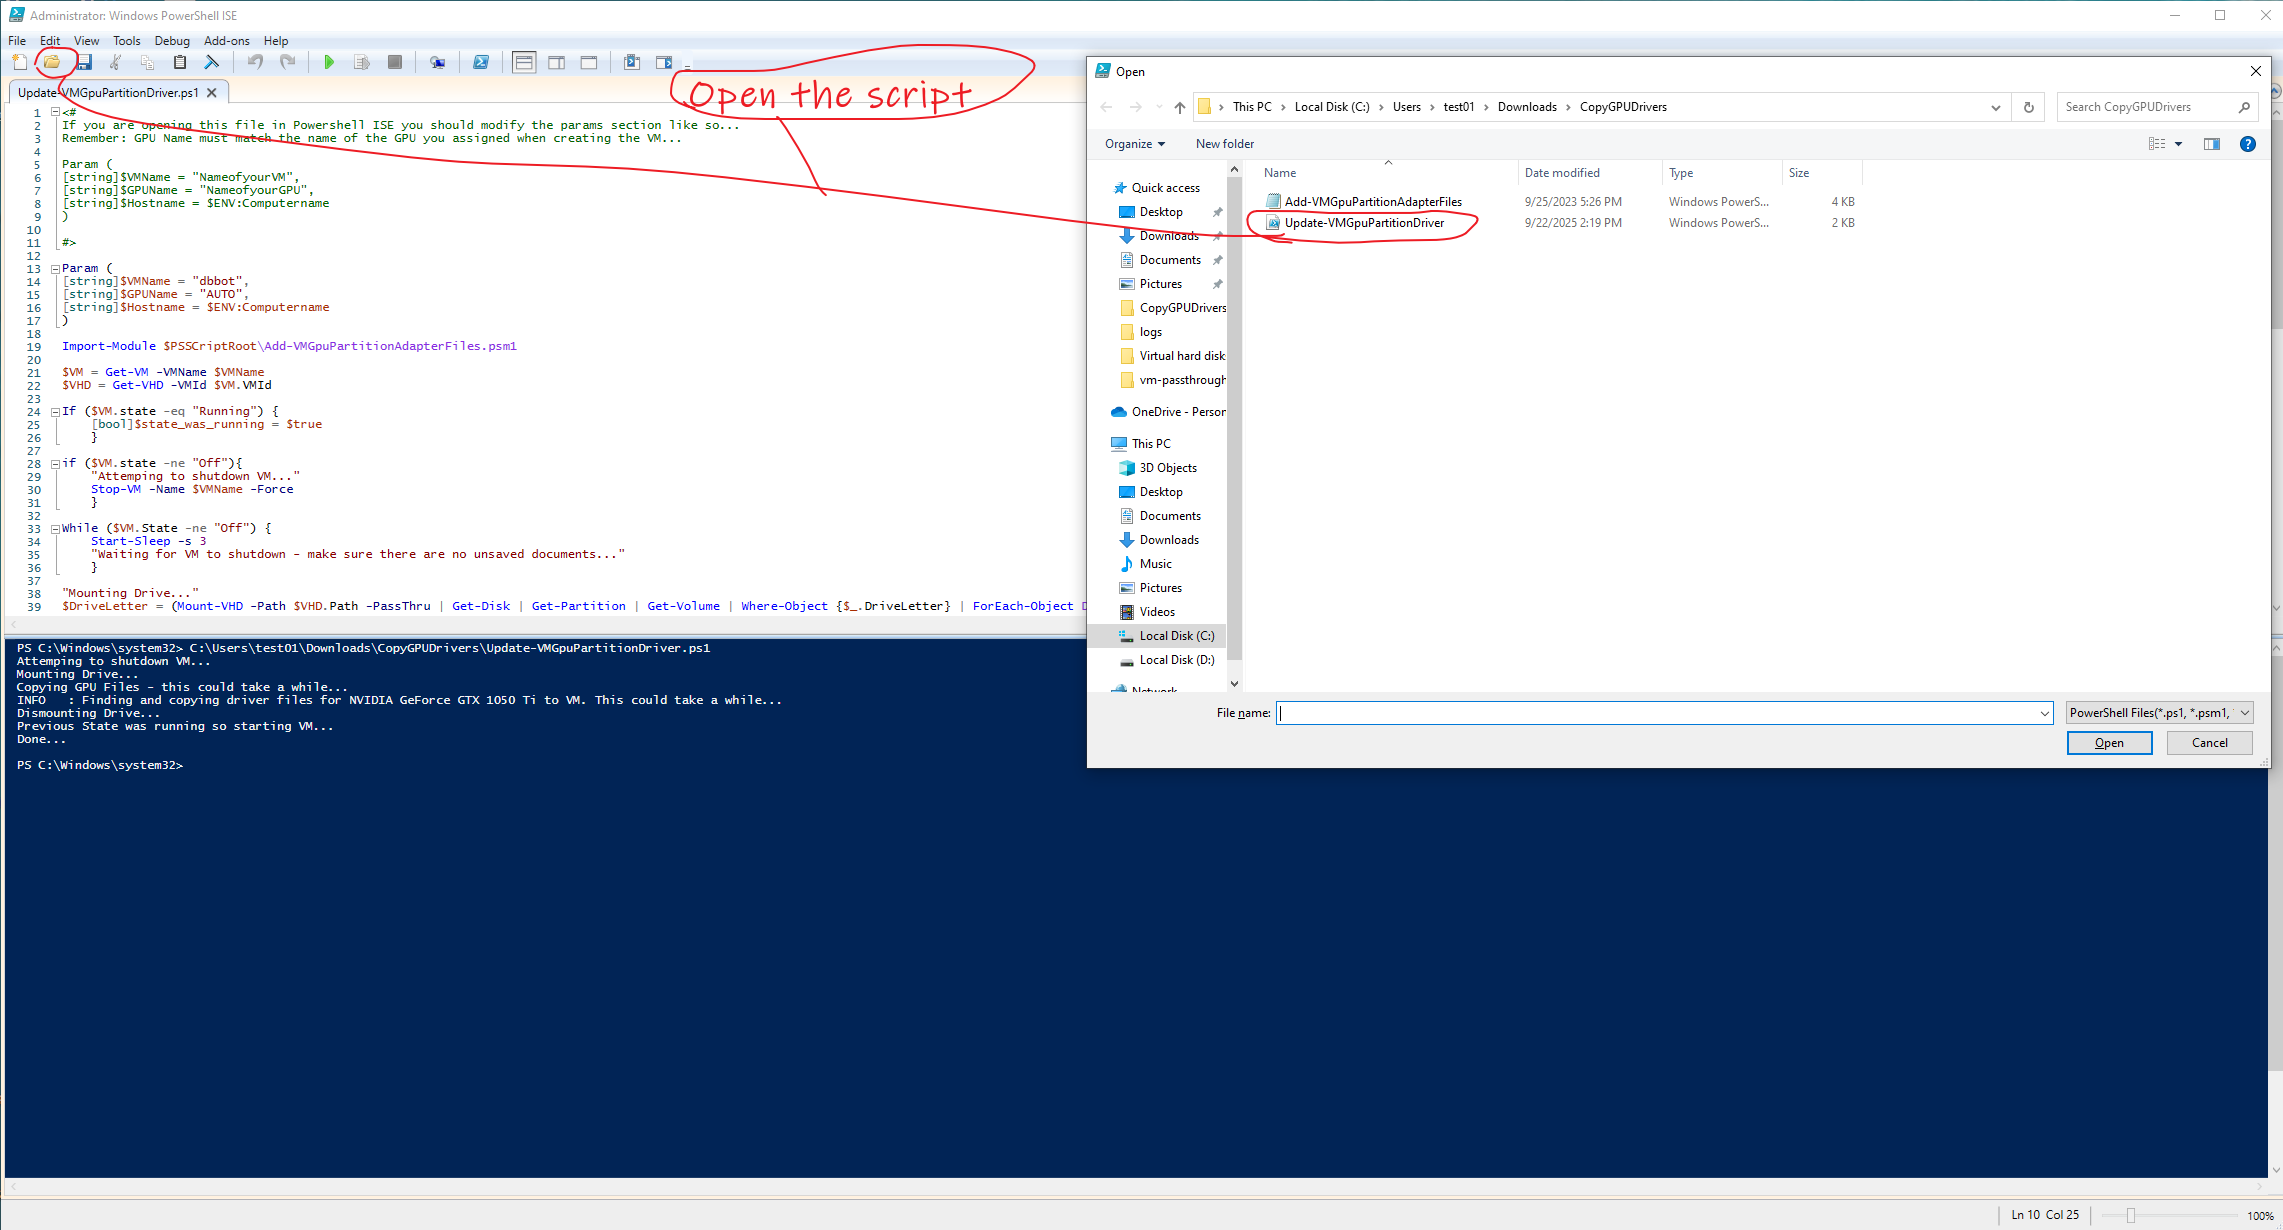 Administrator: Windows PowerShell ISE
File Edit View Tools Debug Add-ons Help
Open the script
Update-VMGpuPartitionDriver.ps1
1 <#
2 If you are opening this file in Powershell ISE you should modify the params section like so...
3 Remember: GPU Name must match the name of the GPU you assigned when creating the VM...
4
5 Param (
6 [string]$VMName = "NameofyourVM",
7 [string]$GPUName = "NameofyourGPU",
8 [string]$Hostname = $ENV:Computername
9 )
10
11 #>
12
13 Param (
14 [string]$VMName = "dbbot",
15 [string]$GPUName = "AUTO",
16 [string]$Hostname = $ENV:Computername
17 )
18
19 Import-Module $PSSCriptRoot\Add-VMGpuPartitionAdapterFiles.psm1
20
21 $VM = Get-VM -VMName $VMName
22 $VHD = Get-VHD -VMId $VM.VMId
23
24 If ($VM.state -eq "Running") {
25 [bool]$state_was_running = $true
26 }
27
28 if ($VM.state -ne "Off"){
29 "Attemping to shutdown VM..."
30 Stop-VM -Name $VMName -Force
31 }
32
33 While ($VM.State -ne "Off") {
34 Start-Sleep -s 3
35 "Waiting for VM to shutdown - make sure there are no unsaved documents..."
36 }
37
38 "Mounting Drive..."
39 $DriveLetter = (Mount-VHD -Path $VHD.Path -PassThru | Get-Disk | Get-Partition | Get-Volume | Where-Object {$_.DriveLetter} | ForEach-Object D
PS C:\Windows\system32> C:\Users\test01\Downloads\CopyGPUDrivers\Update-VMGpuPartitionDriver.ps1
Attemping to shutdown VM...
Mounting Drive...
Copying GPU Files - this could take a while...
INFO : Finding and copying driver files for NVIDIA GeForce GTX 1050 Ti to VM. This could take a while...
Dismounting Drive...
Previous State was running so starting VM...
Done...
PS C:\Windows\system32>
Open
This PC > Local Disk (C:) > Users > test01 > Downloads > CopyGPUDrivers
Search CopyGPUDrivers
Organize New folder
Quick access
Desktop
Downloads
Documents
Pictures
CopyGPUDrivers
logs
Virtual hard disk
vm-passthrough
OneDrive - Person
This PC
3D Objects
Desktop
Documents
Downloads
Music
Pictures
Videos
Local Disk (C:)
Local Disk (D:)
Network
Name Date modified Type Size
Add-VMGpuPartitionAdapterFiles 9/25/2023 5:26 PM Windows PowerS... 4 KB
Update-VMGpuPartitionDriver 9/22/2025 2:19 PM Windows PowerS... 2 KB
File name: PowerShell Files(*.ps1, *.psm1,
Open Cancel
Ln 10 Col 25 100%